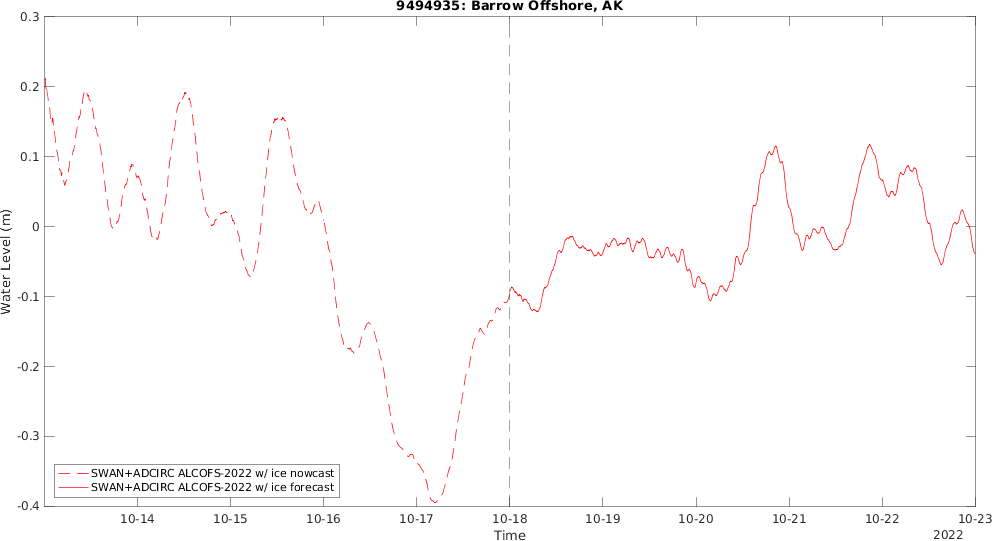 9494935: Barrow Offshore, AK
0.3
0.2
0.1
0
-0.1
-0.2
-0.3
-0.4
Water Level (m)
SWAN+ADCIRC ALCOFS-2022 w/ ice nowcast
SWAN+ADCIRC ALCOFS-2022 w/ ice forecast
10-14 10-15 10-16 10-17 10-18 10-19 10-20 10-21 10-22 10-23
Time
2022